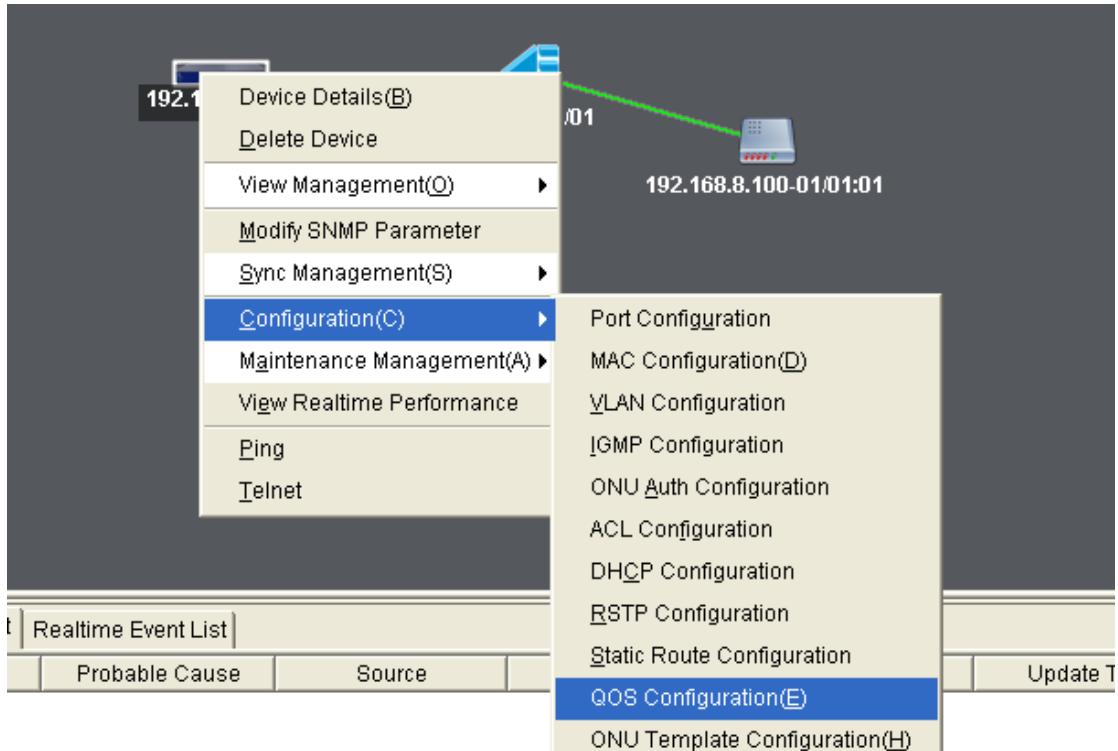 192.1
/01
192.168.8.100-01/01:01
Device Details(B)
Delete Device
View Management(O)
Modify SNMP Parameter
Sync Management(S)
Configuration(C)
Maintenance Management(A)
View Realtime Performance
Ping
Telnet
Port Configuration
MAC Configuration(D)
VLAN Configuration
IGMP Configuration
ONU Auth Configuration
ACL Configuration
DHCP Configuration
RSTP Configuration
Static Route Configuration
QOS Configuration(E)
ONU Template Configuration(H)
t
Realtime Event List
Probable Cause
Source
Update T